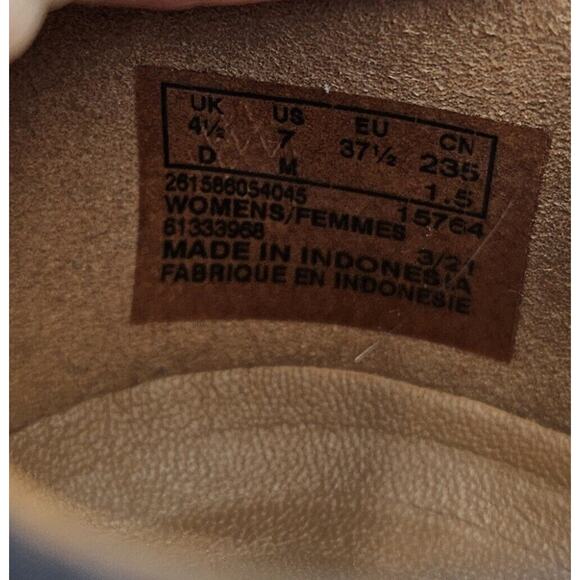 UK US EU CN
4½ 7 37½ 235
D M 1.5
261586054045 15764
WOMENS/FEMMES
61333968 3/21
MADE IN INDONESIA
FABRIQUE EN INDONESIE